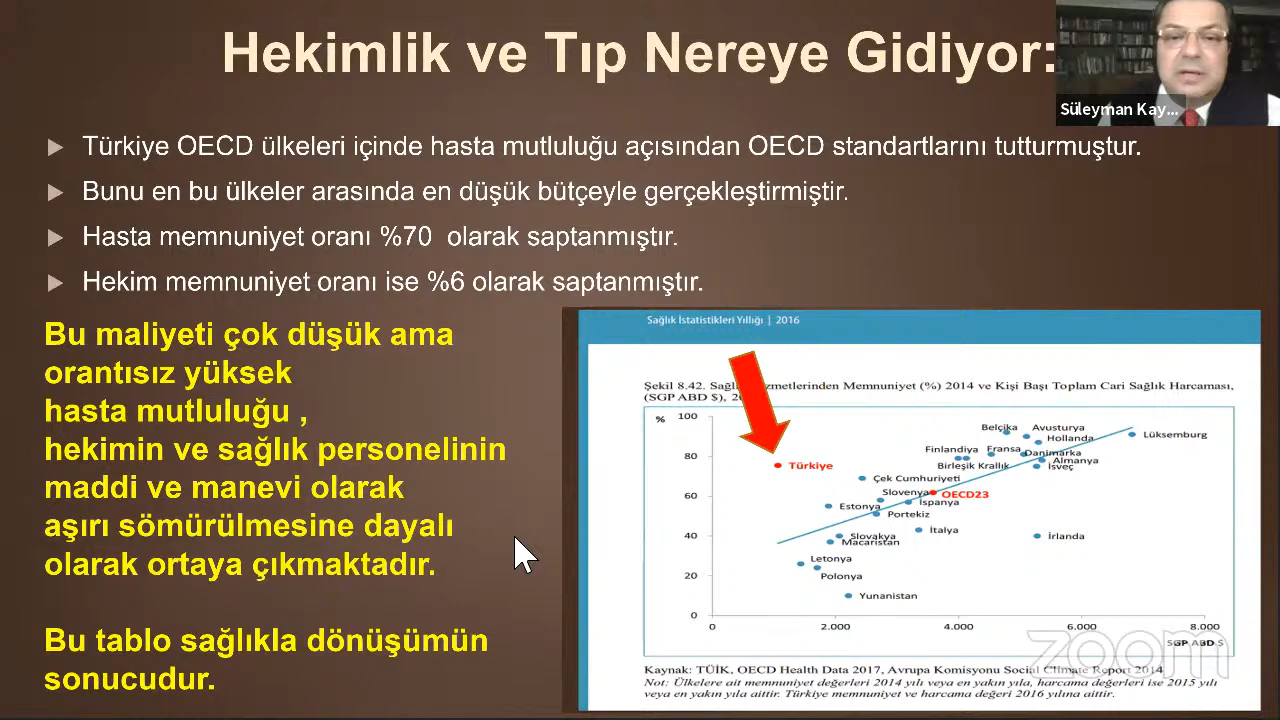 Hekimlik ve Tıp Nereye Gidiyor:
Süleyman Kay...
Türkiye OECD ülkeleri içinde hasta mutluluğu açısından OECD standartlarını tutturmuştur.
Bunu en bu ülkeler arasında en düşük bütçeyle gerçekleştirmiştir.
Hasta memnuniyet oranı %70 olarak saptanmıştır.
Hekim memnuniyet oranı ise %6 olarak saptanmıştır.
Bu maliyeti çok düşük ama
orantısız yüksek
hasta mutluluğu ,
hekimin ve sağlık personelinin
maddi ve manevi olarak
aşırı sömürülmesine dayalı
olarak ortaya çıkmaktadır.
Bu tablo sağlıkla dönüşümün
sonucudur.
Sağlık İstatistikleri Yıllığı | 2016
Şekil 8.42. Memnuniyet (%) 2014 ve Kişi Başı Toplam Cari Sağlık Harcaması,
(SGP ABD $),
%
100
80
60
40
20
0
0
2.000
4.000
6.000
8.000
SGP ABD $
Belçika
Avusturya
Hollanda
Lüksemburg
Finlandiya
Fransa
Danimarka
Almanya
Birleşik Krallık
İsveç
Türkiye
Çek Cumhuriyeti
Slovenya
OECD23
İspanya
Estonya
Portekiz
İtalya
Slovakya
Macaristan
İrlanda
Letonya
Polonya
Yunanistan
Kaynak: TÜİK, OECD Health Data 2017, Avrupa Komisyonu Social Climate Report 2014
Not: Ülkelere ait memnuniyet değerleri 2014 yılı veya en yakın yıla, harcama değerleri ise 2015 yılı
veya en yakın yıla aittir. Türkiye memnuniyet ve harcama değeri 2016 yılına aittir.
zoom